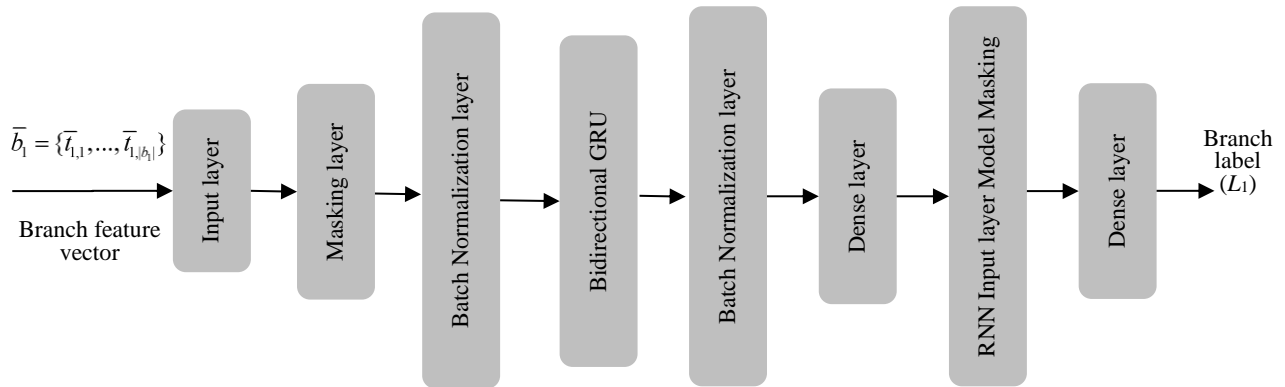 b̅₁ = {t̅₁,₁,...,t̅₁,|b₁|}
Branch feature
vector
Input layer
Masking layer
Batch Normalization layer
Bidirectional GRU
Batch Normalization layer
Dense layer
RNN Input layer Model Masking
Dense layer
Branch
label
(L₁)